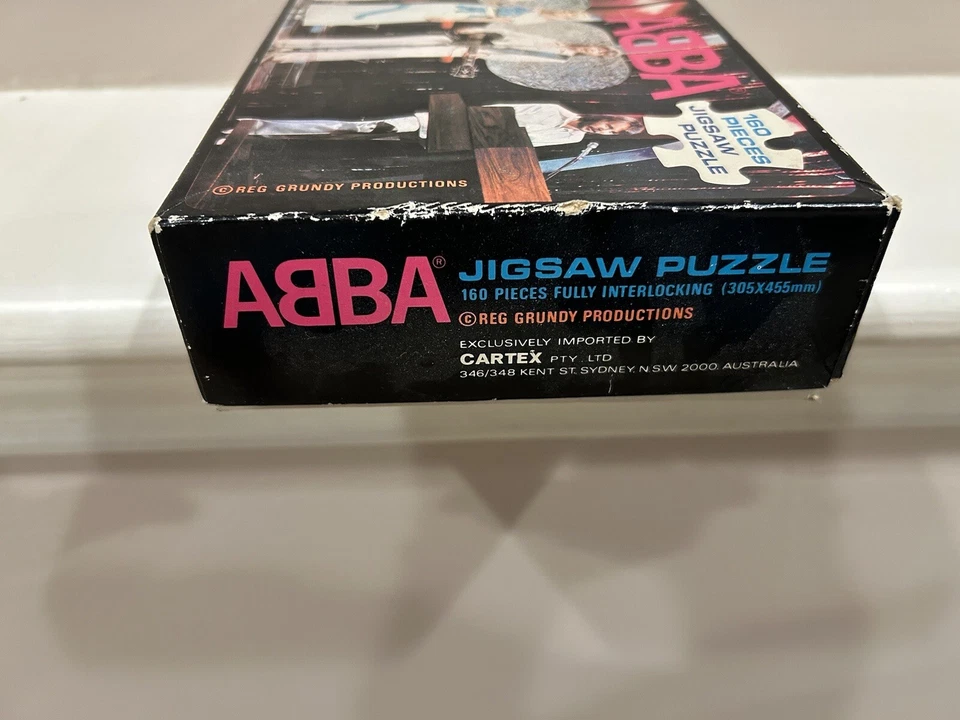 ABBA
160 PIECES
JIGSAW PUZZLE
© REG GRUNDY PRODUCTIONS
ABBA® JIGSAW PUZZLE
160 PIECES FULLY INTERLOCKING (305X455mm)
© REG GRUNDY PRODUCTIONS
EXCLUSIVELY IMPORTED BY
CARTEX PTY. LTD
346/348 KENT ST. SYDNEY. N.S.W. 2000. AUSTRALIA